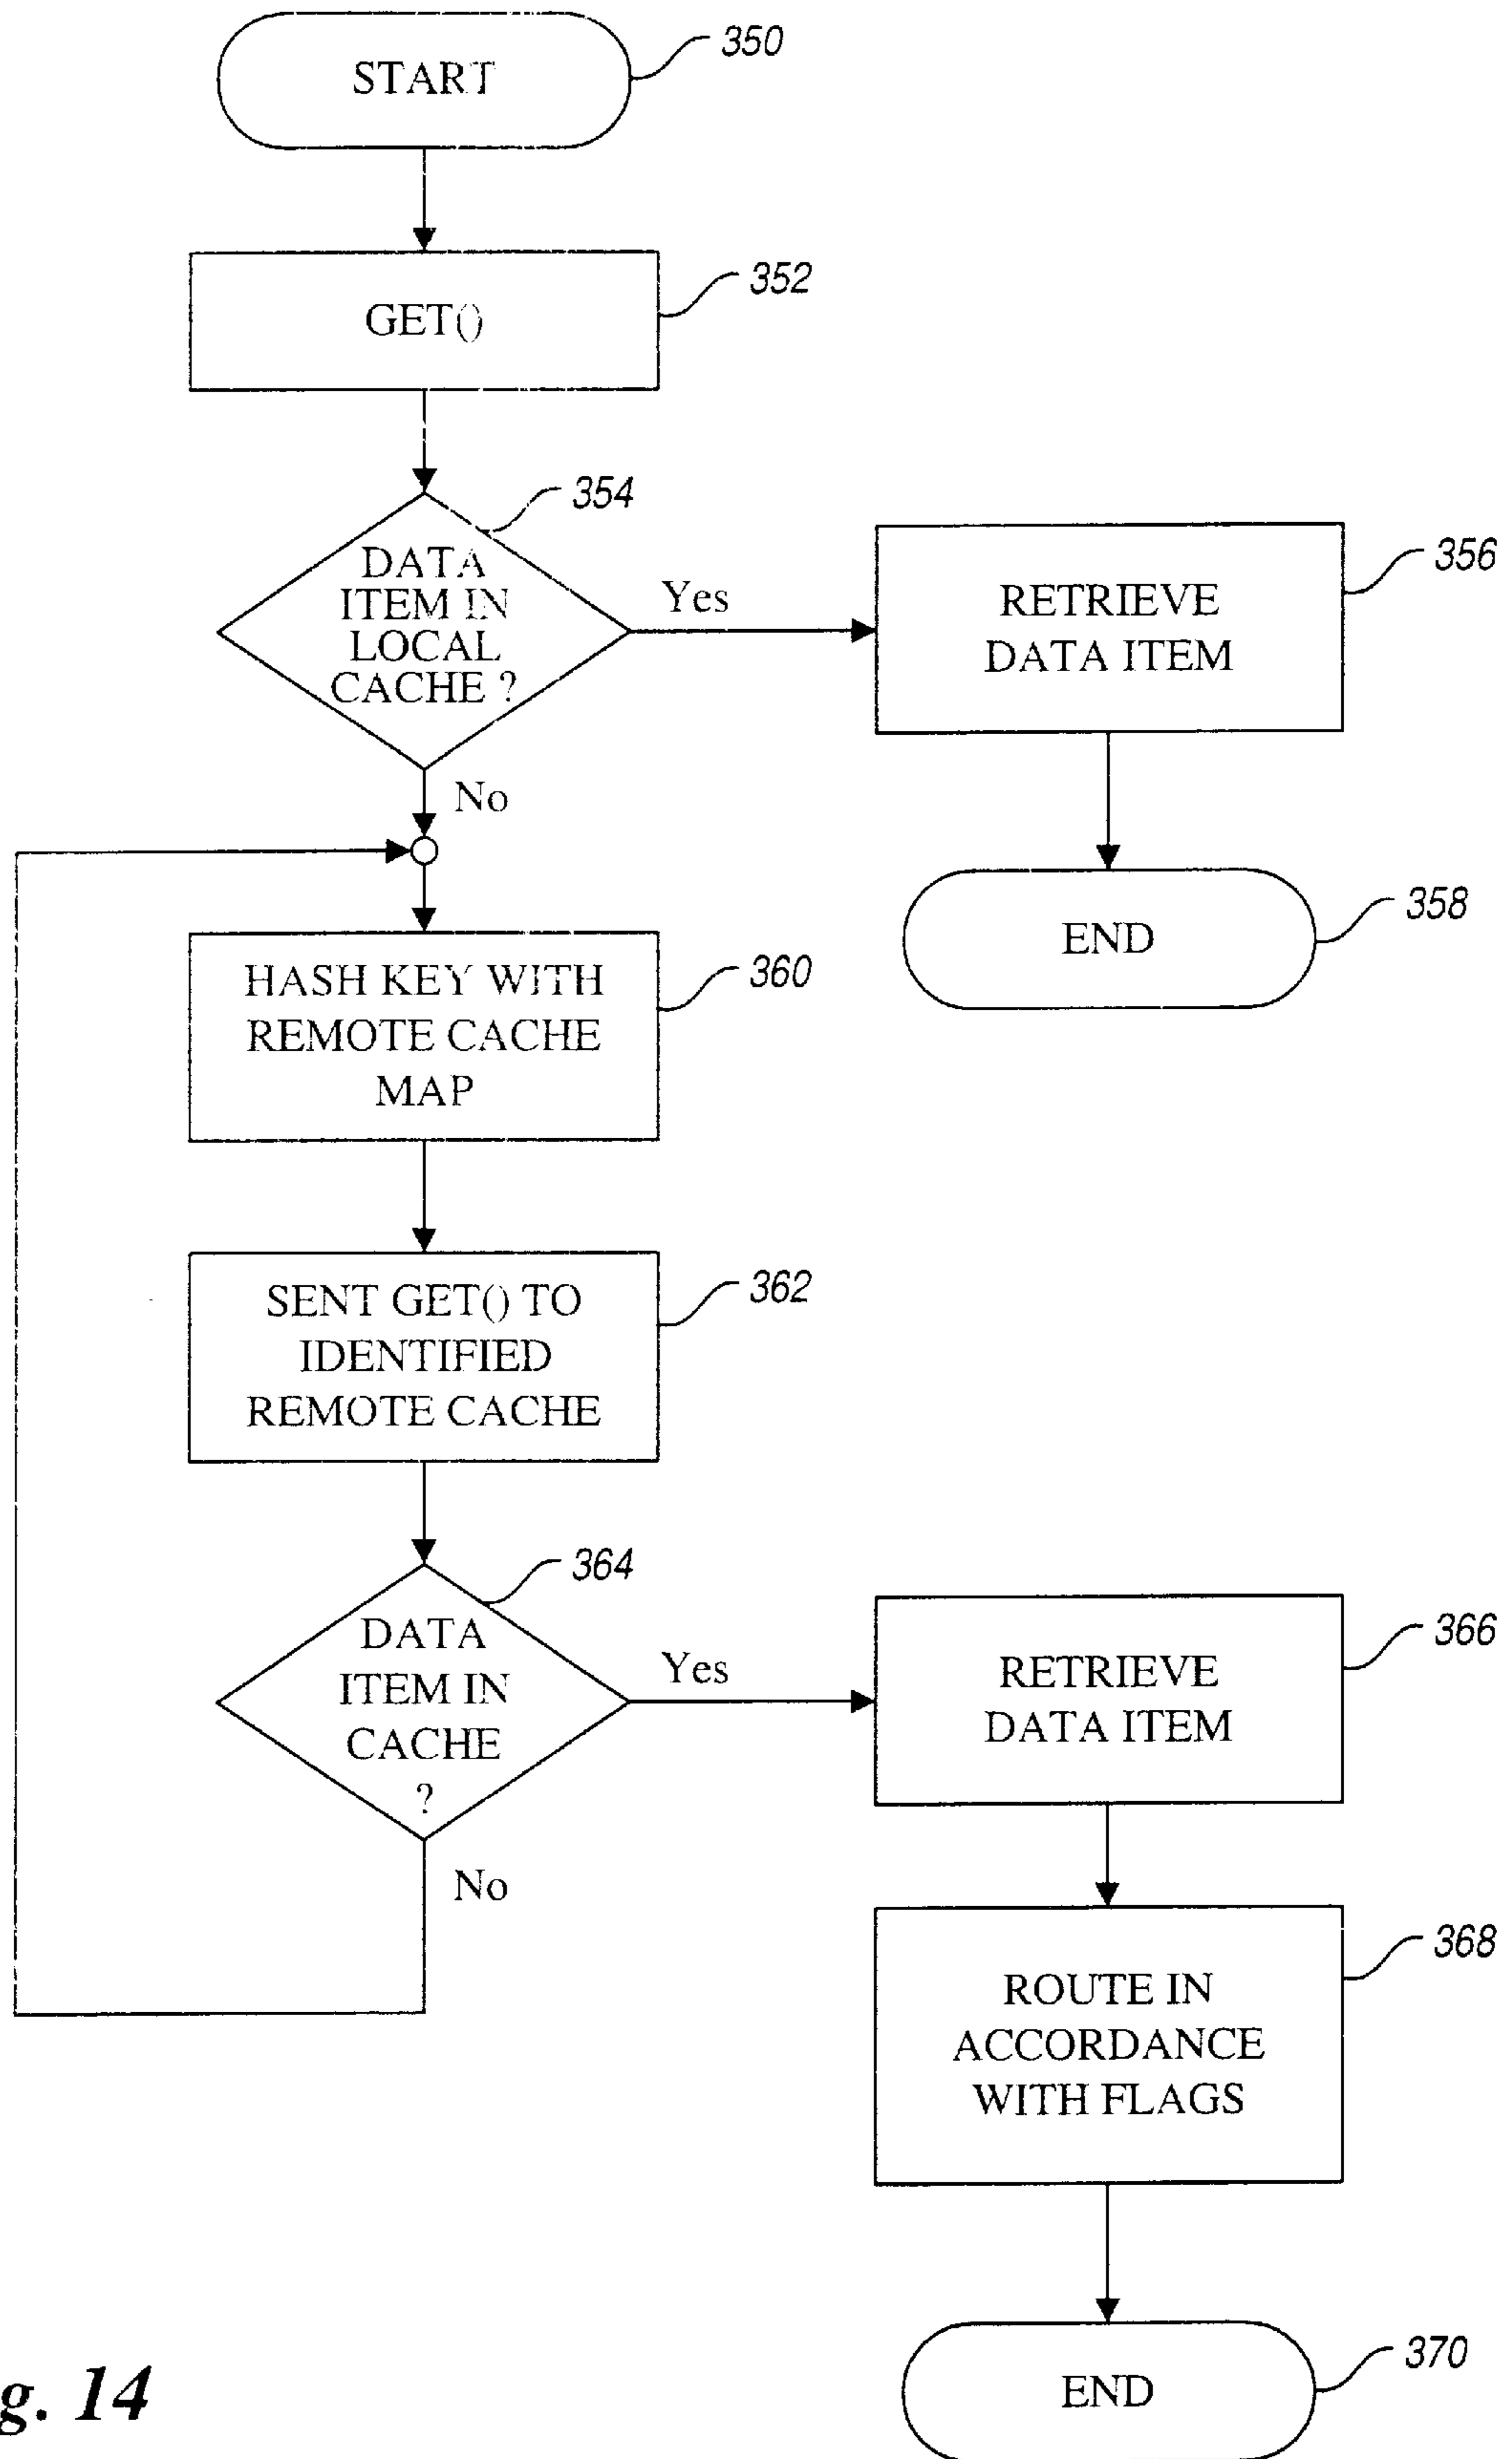 START
350
GET()
352
354
DATA
ITEM IN
LOCAL
CACHE ?
Yes
RETRIEVE
DATA ITEM
356
No
END
358
HASH KEY WITH
REMOTE CACHE
MAP
360
SENT GET() TO
IDENTIFIED
REMOTE CACHE
362
364
DATA
ITEM IN
CACHE
?
Yes
RETRIEVE
DATA ITEM
366
No
ROUTE IN
ACCORDANCE
WITH FLAGS
368
END
370
g. 14